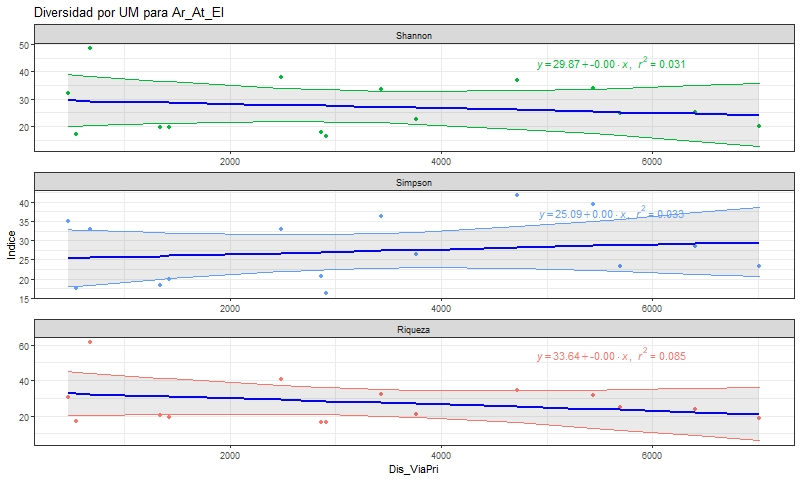 Diversidad por UM para Ar_At_El
Shannon
y = 29.87 + -0.00 · x, r² = 0.031
50
40
30
20
2000 4000 6000
Simpson
y = 25.09 + 0.00 · x, r² = 0.033
40
35
30
25
20
15
2000 4000 6000
Indice
Riqueza
y = 33.64 + -0.00 · x, r² = 0.085
60
40
20
2000 4000 6000
Dis_ViaPri